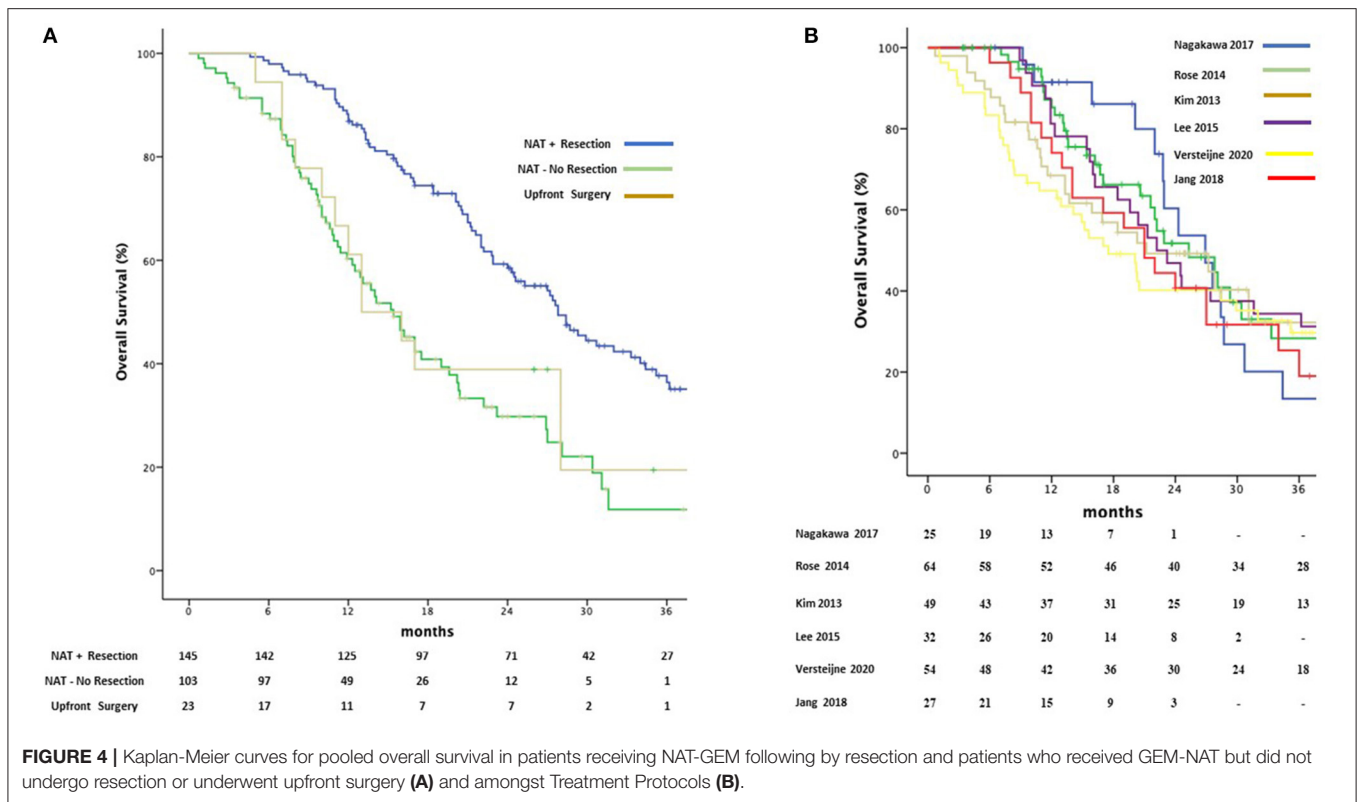 A
Overall Survival (%)
100
80
60
40
20
0
NAT + Resection
NAT - No Resection
Upfront Surgery
0 6 12 18 24 30 36
months
NAT + Resection 145 142 125 97 71 42 27
NAT - No Resection 103 97 49 26 12 5 1
Upfront Surgery 23 17 11 7 7 2 1
B
Overall Survival (%)
100
80
60
40
20
0
Nagakawa 2017
Rose 2014
Kim 2013
Lee 2015
Versteijne 2020
Jang 2018
0 6 12 18 24 30 36
months
Nagakawa 2017 25 19 13 7 1 - -
Rose 2014 64 58 52 46 40 34 28
Kim 2013 49 43 37 31 25 19 13
Lee 2015 32 26 20 14 8 2 -
Versteijne 2020 54 48 42 36 30 24 18
Jang 2018 27 21 15 9 3 - -
FIGURE 4 | Kaplan-Meier curves for pooled overall survival in patients receiving NAT-GEM following by resection and patients who received GEM-NAT but did not
undergo resection or underwent upfront surgery (A) and amongst Treatment Protocols (B).